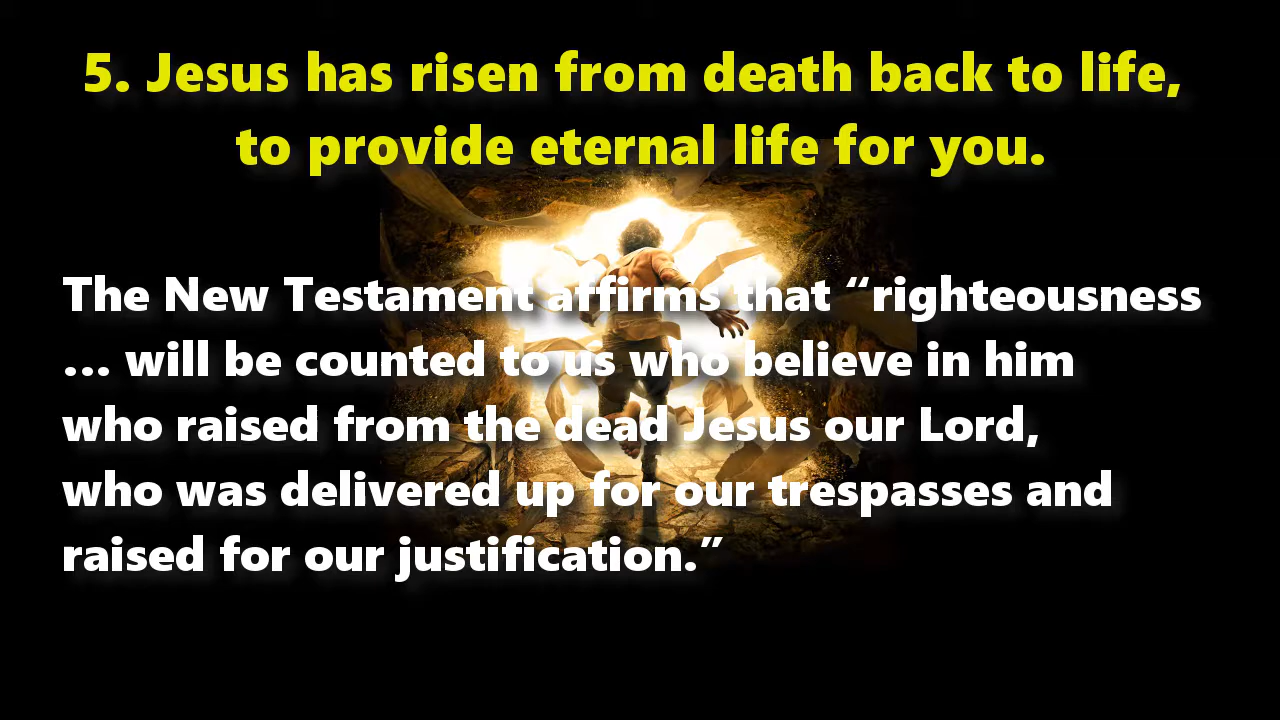 5. Jesus has risen from death back to life,
to provide eternal life for you.
The New Testament affirms that “righteousness
... will be counted to us who believe in him
who raised from the dead Jesus our Lord,
who was delivered up for our trespasses and
raised for our justification.”